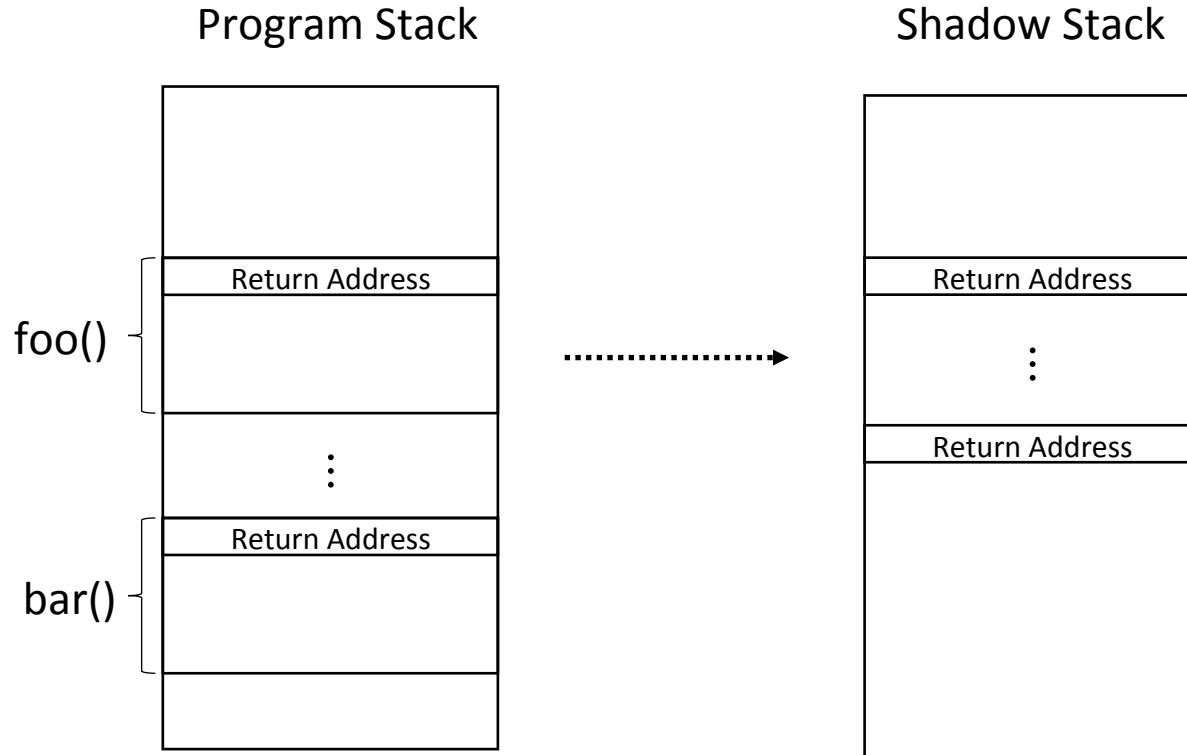 Program Stack
Shadow Stack
Return Address
Return Address
foo()
⋮
⋮
Return Address
Return Address
bar()